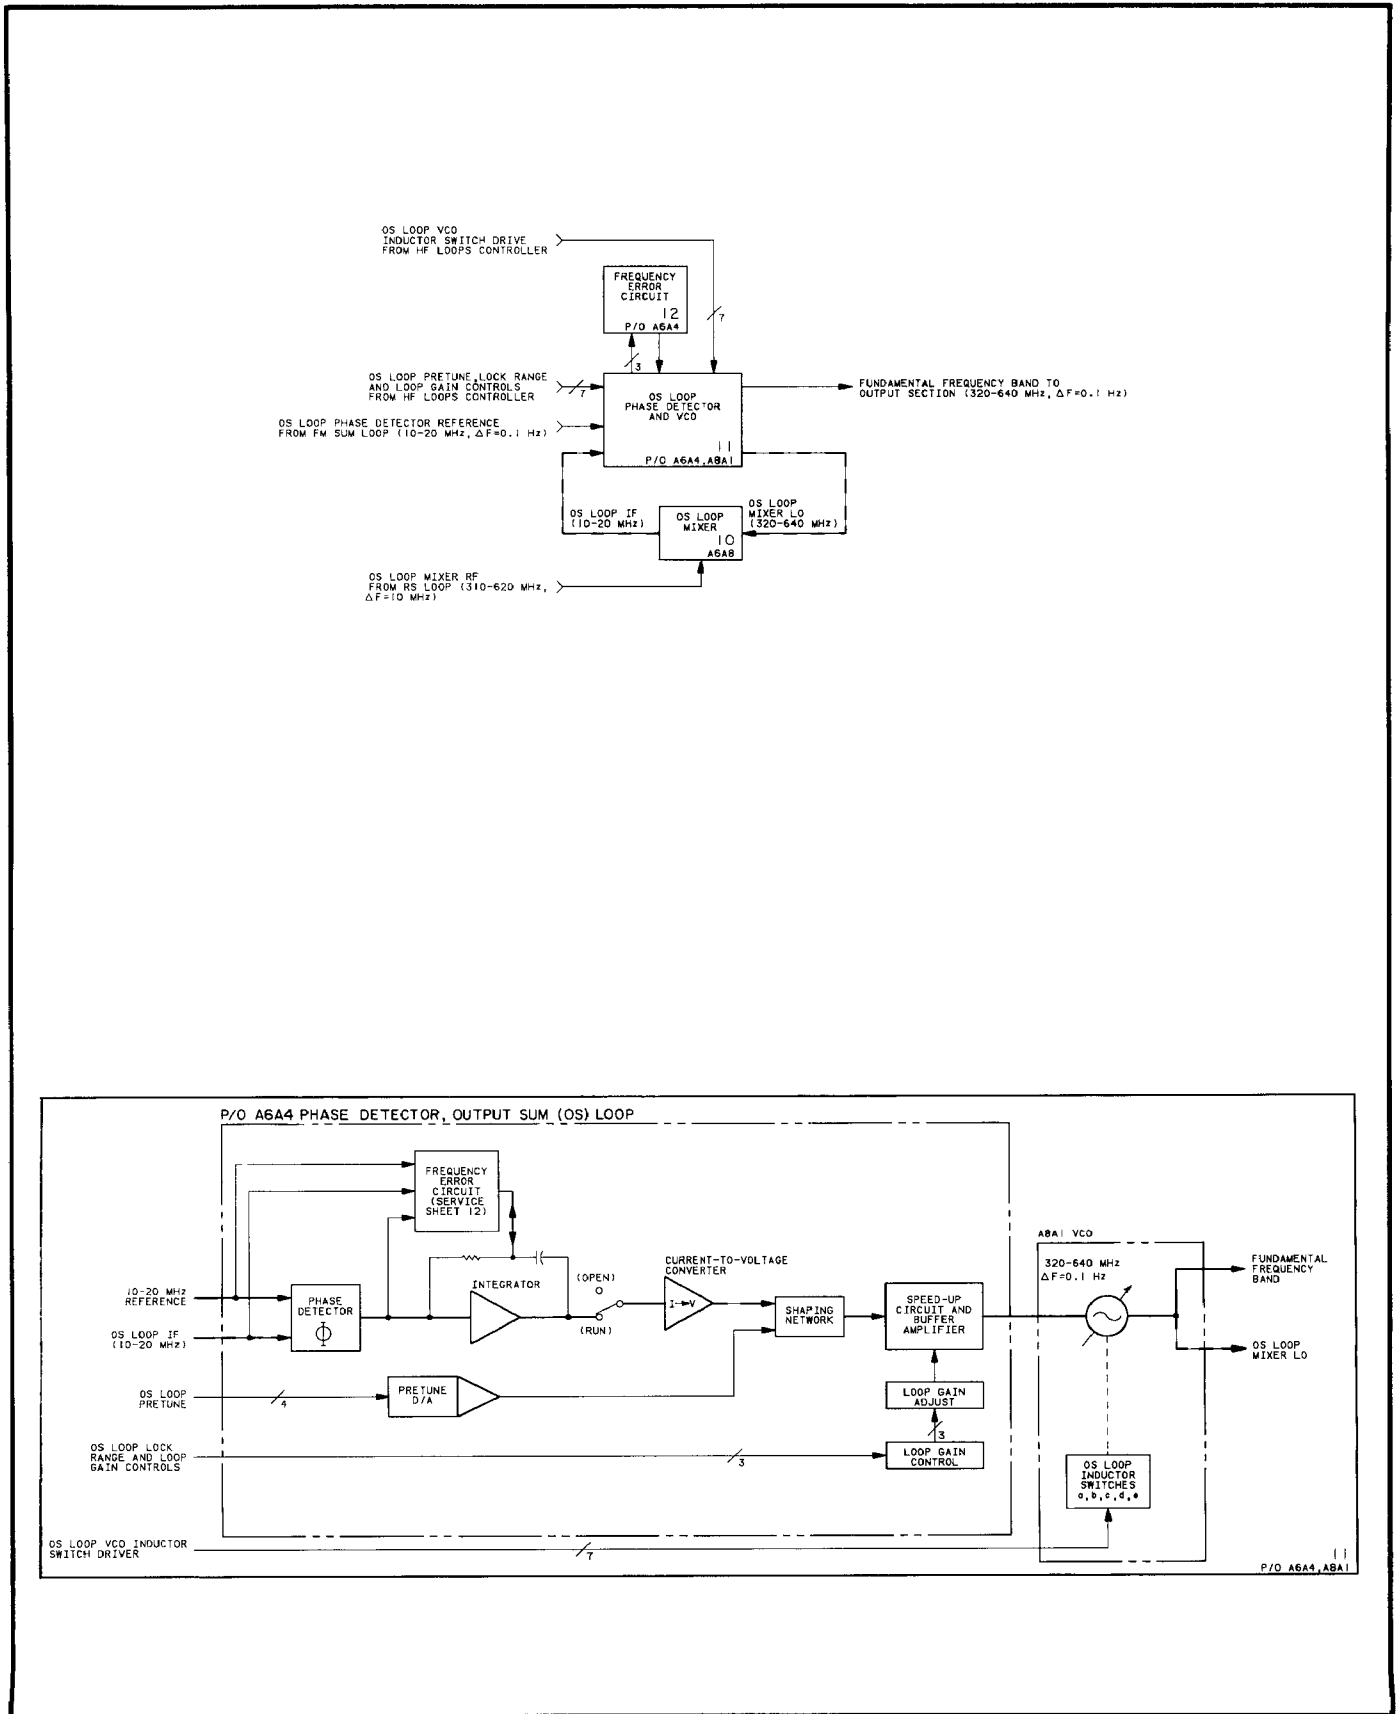 OS LOOP VCO
INDUCTOR SWITCH DRIVE
FROM HF LOOPS CONTROLLER
FREQUENCY
ERROR
CIRCUIT
12
P/O A6A4
7
3
OS LOOP PRETUNE,LOCK RANGE
AND LOOP GAIN CONTROLS
FROM HF LOOPS CONTROLLER
7
OS LOOP
PHASE DETECTOR
AND VCO
11
P/O A6A4,A8A1
FUNDAMENTAL FREQUENCY BAND TO
OUTPUT SECTION (320-640 MHz, ΔF=0.1 Hz)
OS LOOP PHASE DETECTOR REFERENCE
FROM FM SUM LOOP (10-20 MHz, ΔF=0.1 Hz)
OS LOOP IF
(10-20 MHz)
OS LOOP
MIXER
10
A6A8
OS LOOP
MIXER LO
(320-640 MHz)
OS LOOP MIXER RF
FROM RS LOOP (310-620 MHz,
ΔF=10 MHz)
P/O A6A4 PHASE DETECTOR, OUTPUT SUM (OS) LOOP
FREQUENCY
ERROR
CIRCUIT
(SERVICE
SHEET 12)
10-20 MHz
REFERENCE
OS LOOP IF
(10-20 MHz)
PHASE
DETECTOR
Φ
INTEGRATOR
(OPEN)
(RUN)
CURRENT-TO-VOLTAGE
CONVERTER
I→V
SHAPING
NETWORK
SPEED-UP
CIRCUIT AND
BUFFER
AMPLIFIER
A8A1 VCO
320-640 MHz
ΔF=0.1 Hz
FUNDAMENTAL
FREQUENCY
BAND
OS LOOP
MIXER LO
OS LOOP
PRETUNE
4
PRETUNE
D/A
LOOP GAIN
ADJUST
3
OS LOOP LOCK
RANGE AND LOOP
GAIN CONTROLS
3
LOOP GAIN
CONTROL
OS LOOP
INDUCTOR
SWITCHES
a,b,c,d,e
OS LOOP VCO INDUCTOR
SWITCH DRIVER
7
11
P/O A6A4,A8A1